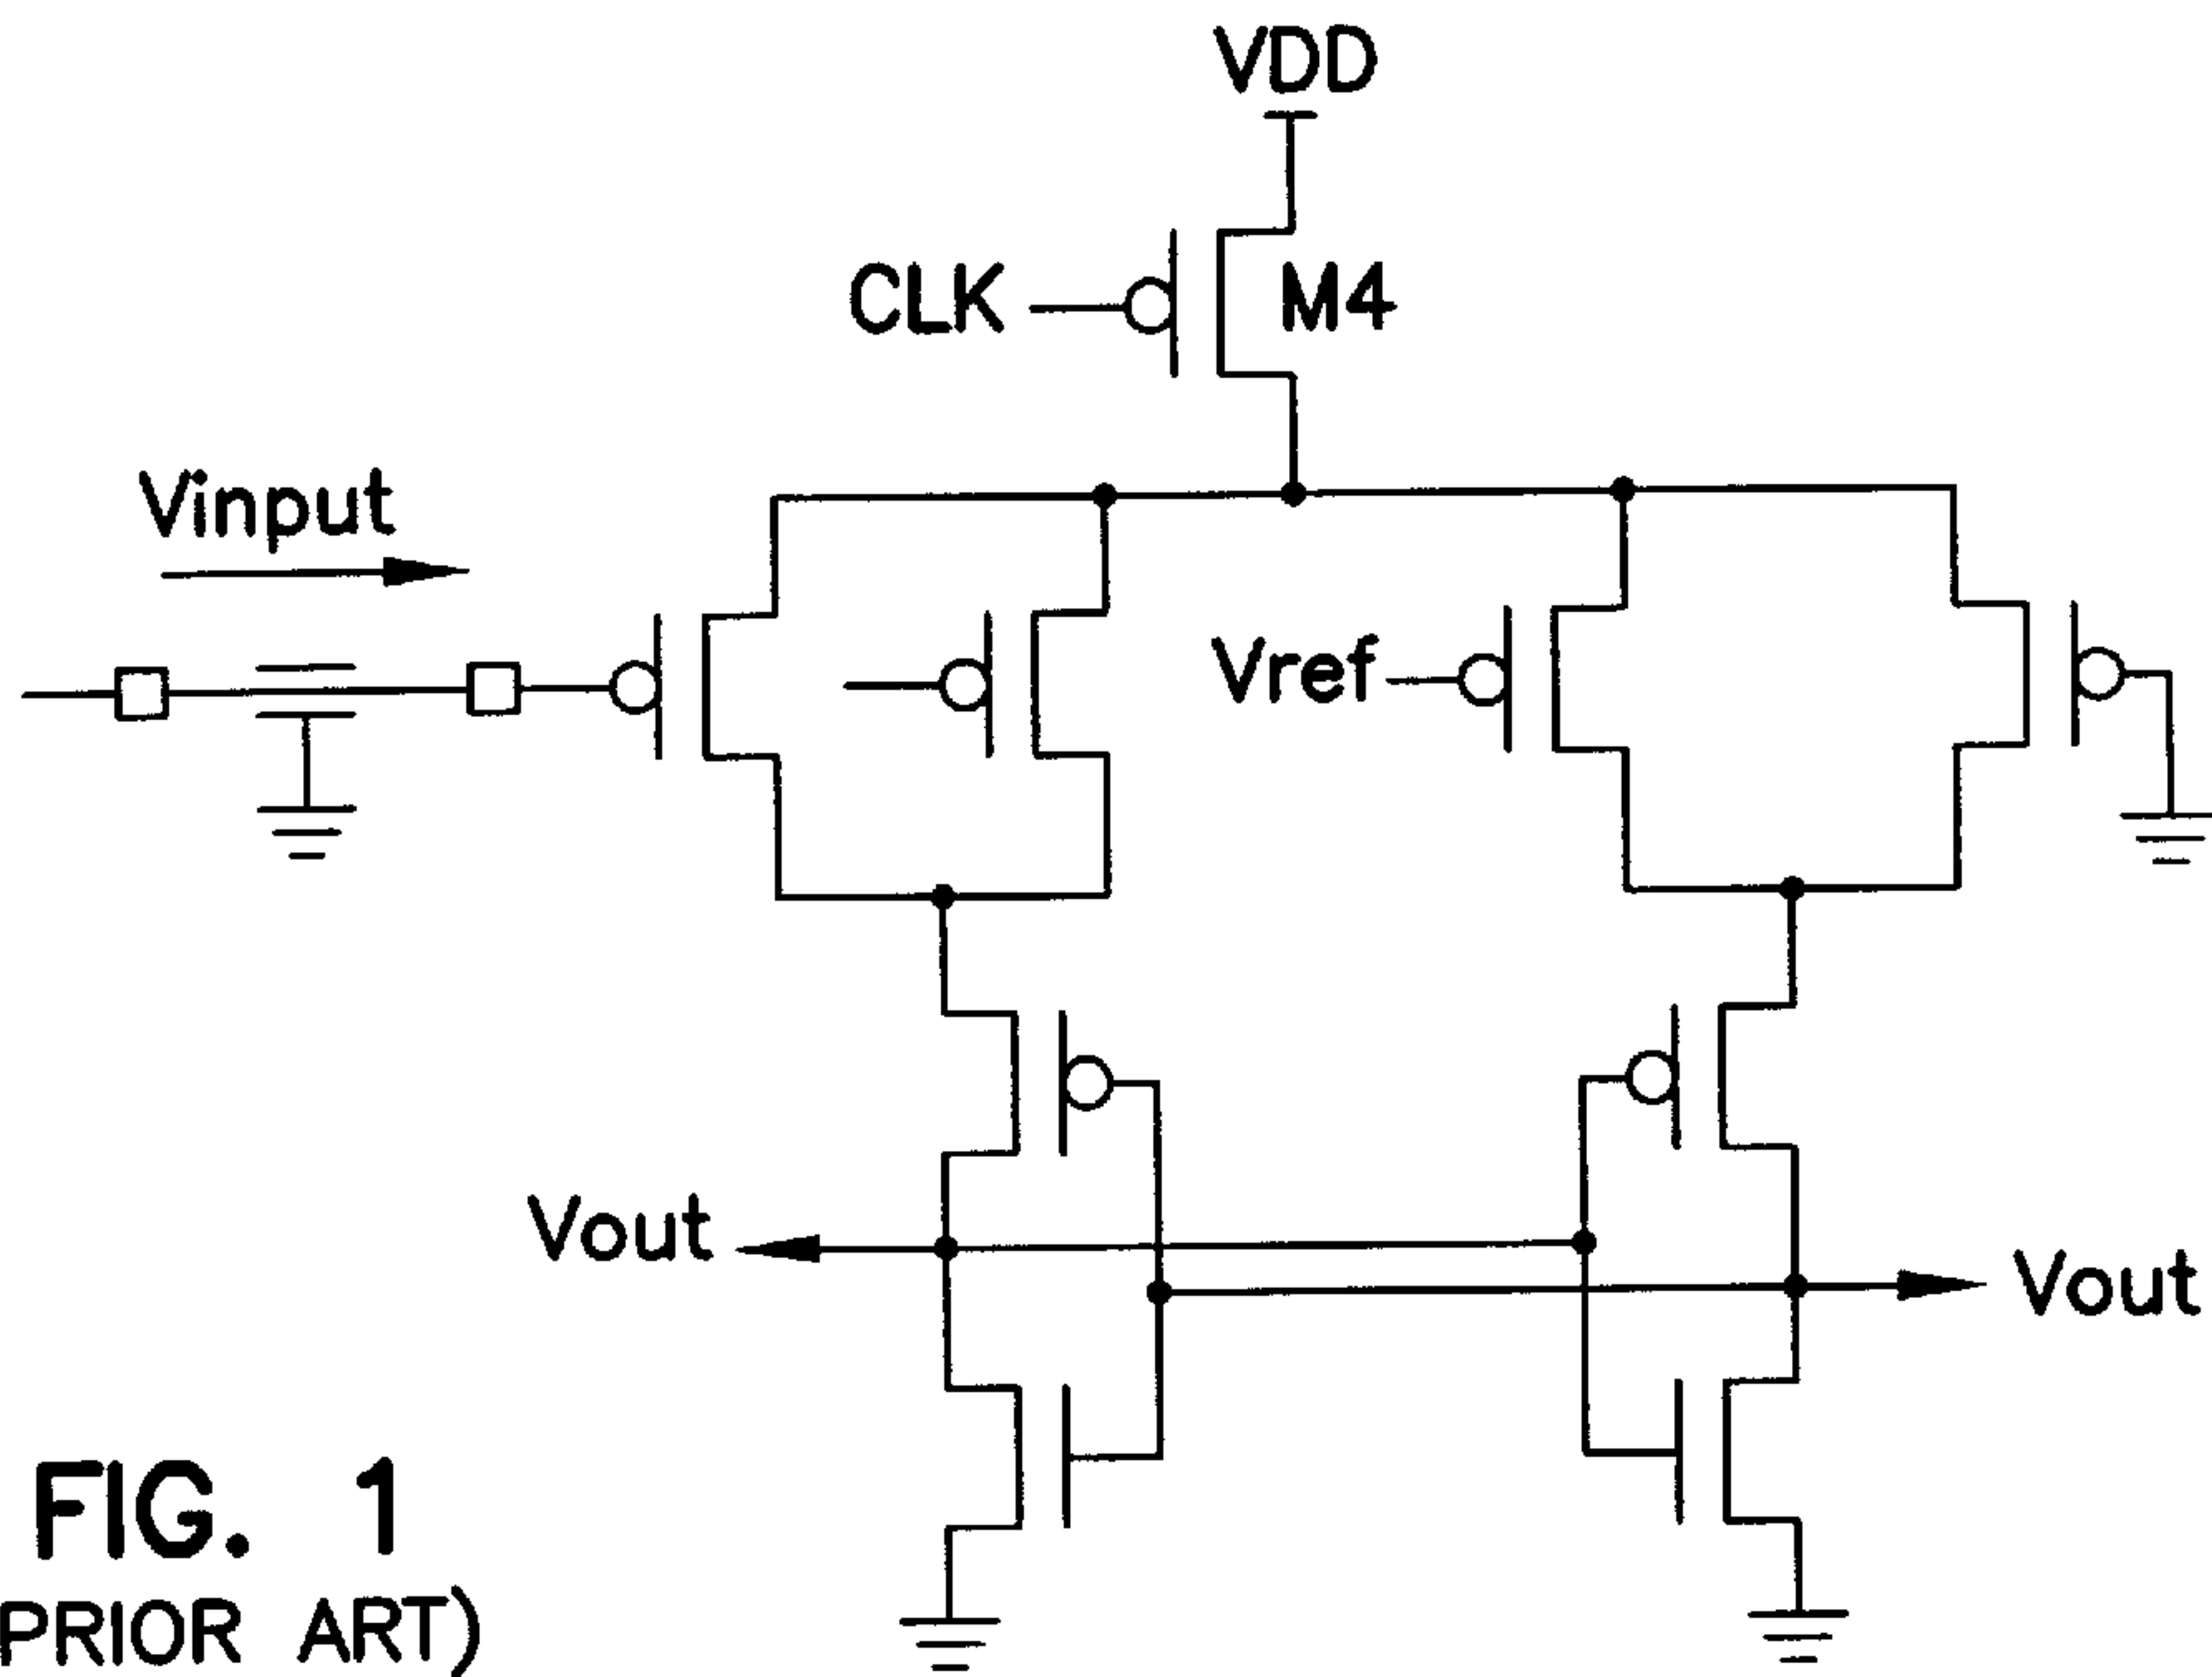 VDD
CLK
M4
Vinput
Vref
Vout
Vout
FIG. 1
PRIOR ART)